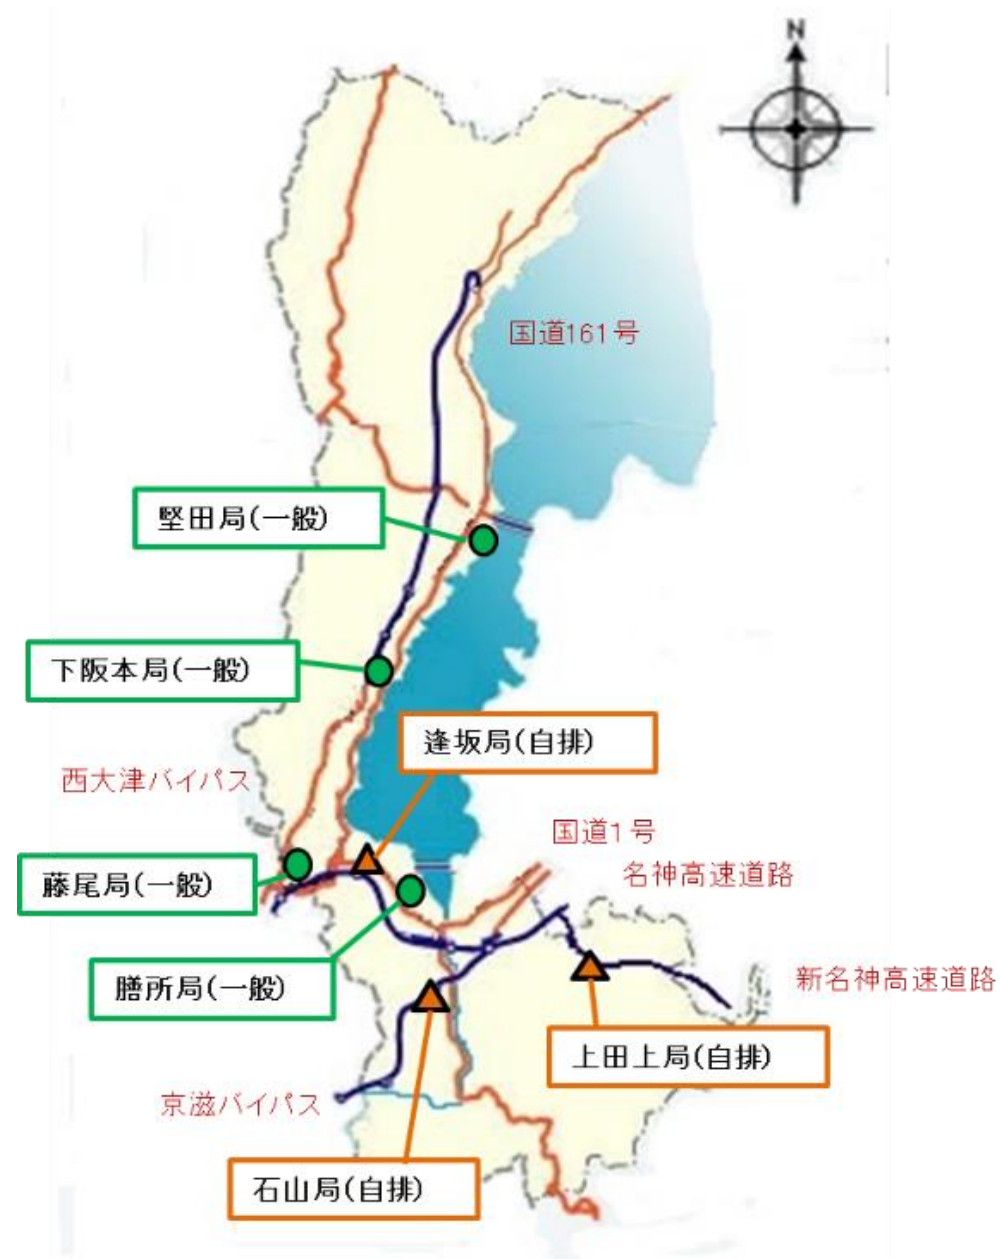 N
国道161号
堅田局(一般)
下阪本局(一般)
逢坂局(自排)
西大津バイパス
国道1号
名神高速道路
藤尾局(一般)
膳所局(一般)
新名神高速道路
上田上局(自排)
京滋バイパス
石山局(自排)